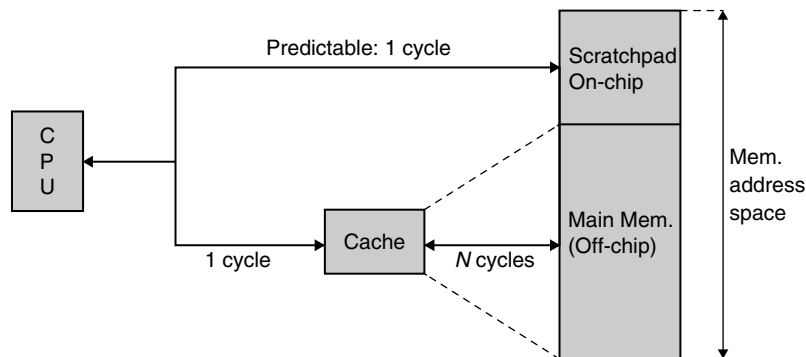 Predictable: 1 cycle
Scratchpad
On-chip
C
P
U
Mem.
address
space
Cache
Main Mem.
(Off-chip)
1 cycle
N cycles